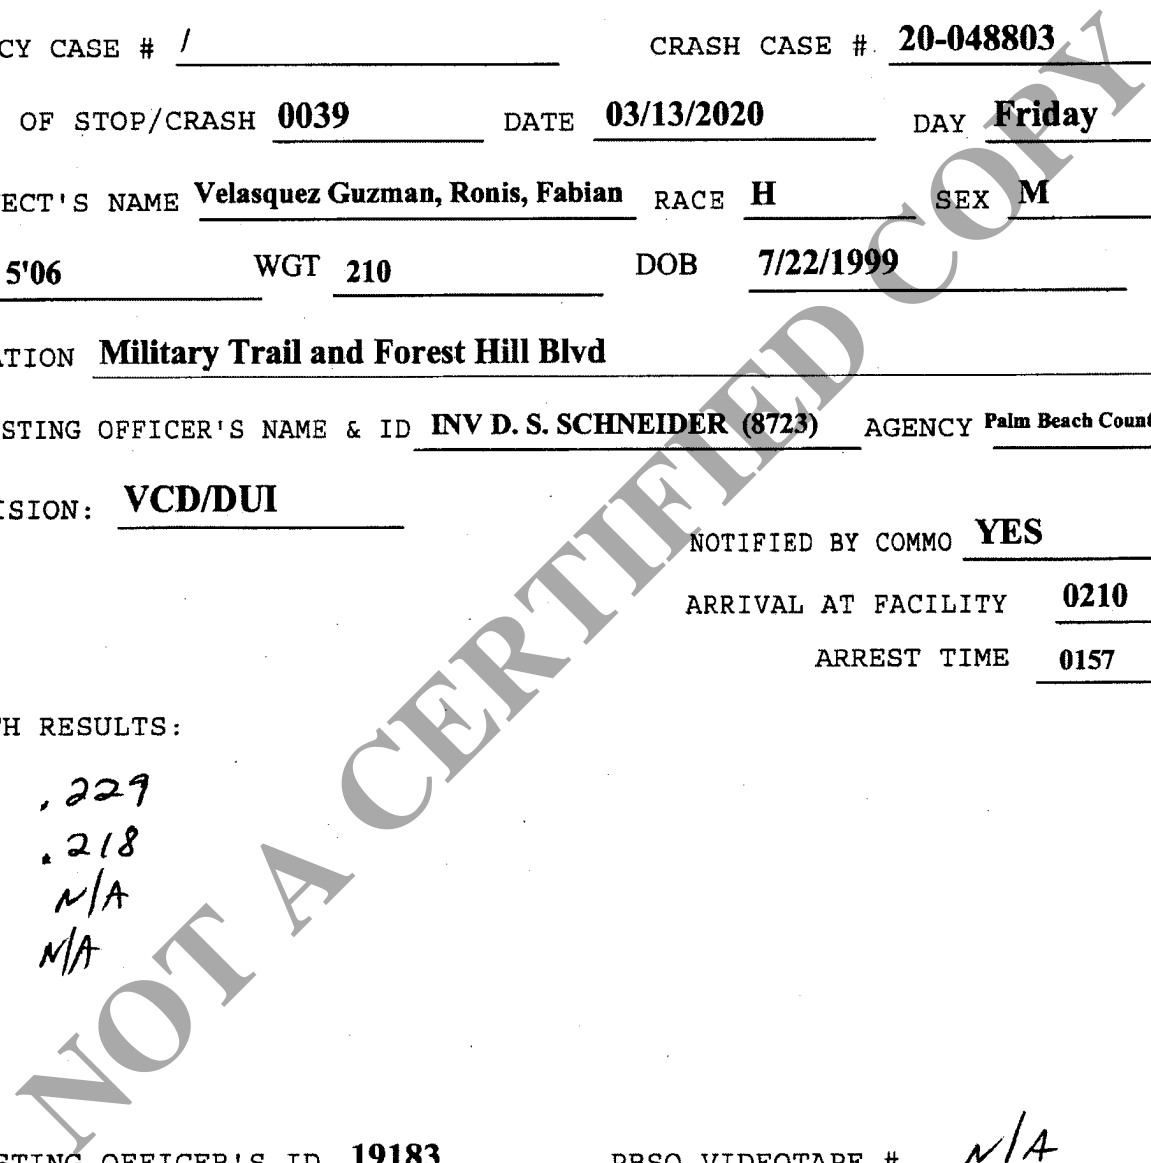 CY CASE # / CRASH CASE # 20-048803
OF STOP/CRASH 0039 DATE 03/13/2020 DAY Friday
ECT'S NAME Velasquez Guzman, Ronis, Fabian RACE H SEX M
5'06 WGT 210 DOB 7/22/1999
ATION Military Trail and Forest Hill Blvd
STING OFFICER'S NAME & ID INV D. S. SCHNEIDER (8723) AGENCY Palm Beach Count
ISION: VCD/DUI
NOTIFIED BY COMMO YES
ARRIVAL AT FACILITY 0210
ARREST TIME 0157
TH RESULTS:
.229
.218
N/A
N/A
STING OFFICER'S ID 19183 PBSO VIDEOTAPE # N/A
NOT A CERTIFIED COPY